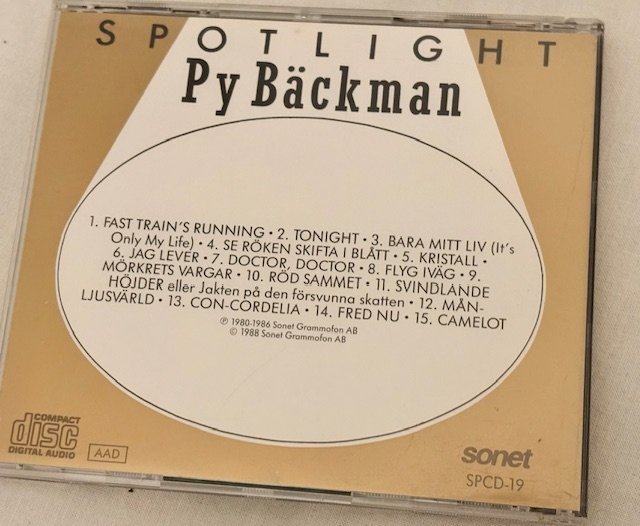 SPOTLIGHT
Py Bäckman
1. FAST TRAIN'S RUNNING • 2. TONIGHT • 3. BARA MITT LIV (It's
Only My Life) • 4. SE RÖKEN SKIFTA I BLÅTT • 5. KRISTALL •
6. JAG LEVER • 7. DOCTOR, DOCTOR • 8. FLYG IVÄG • 9.
MÖRKRETS VARGAR • 10. RÖD SAMMET • 11. SVINDLANDE
HÖJDER eller Jakten på den försvunna skatten • 12. MÅN-
LJUSVÄRLD • 13. CON-CORDELIA • 14. FRED NU • 15. CAMELOT
℗ 1980-1986 Sonet Grammofon AB
© 1988 Sonet Grammofon AB
COMPACT
disc
DIGITAL AUDIO
AAD
sonet
SPCD-19